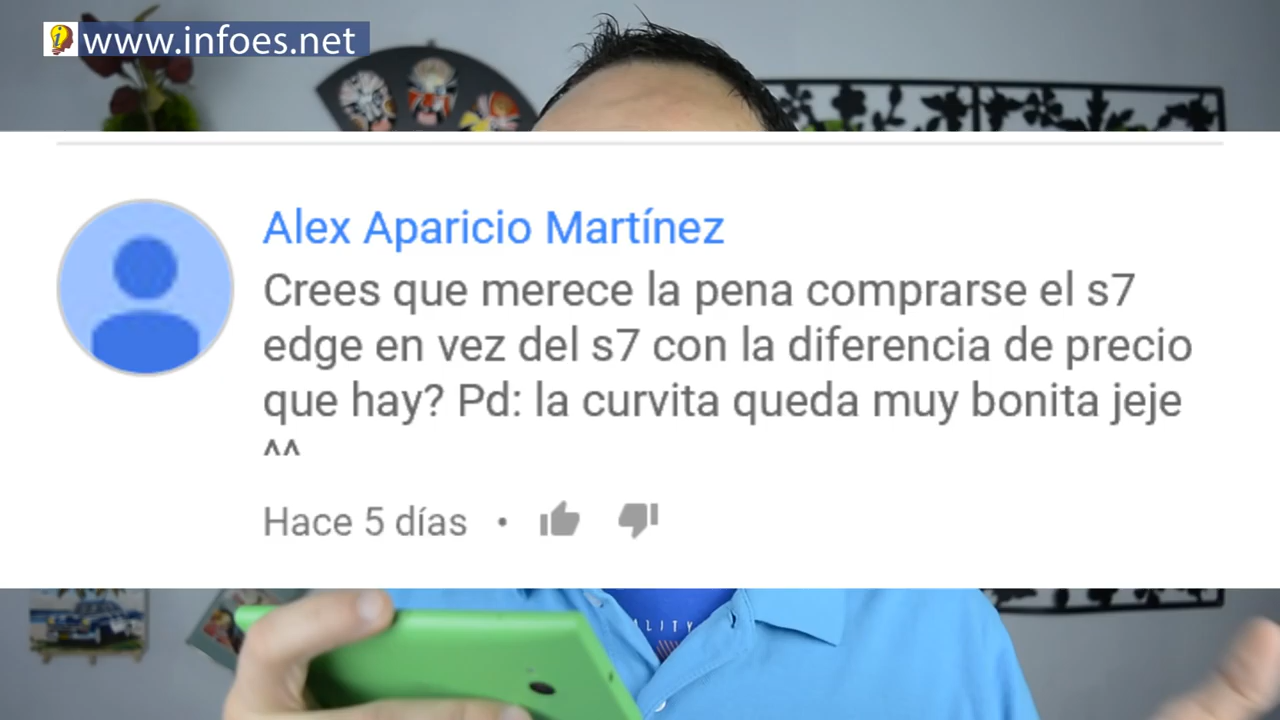 www.infoes.net
Alex Aparicio Martínez
Crees que merece la pena comprarse el s7
edge en vez del s7 con la diferencia de precio
que hay? Pd: la curvita queda muy bonita jeje
^^
Hace 5 días •
ALITY